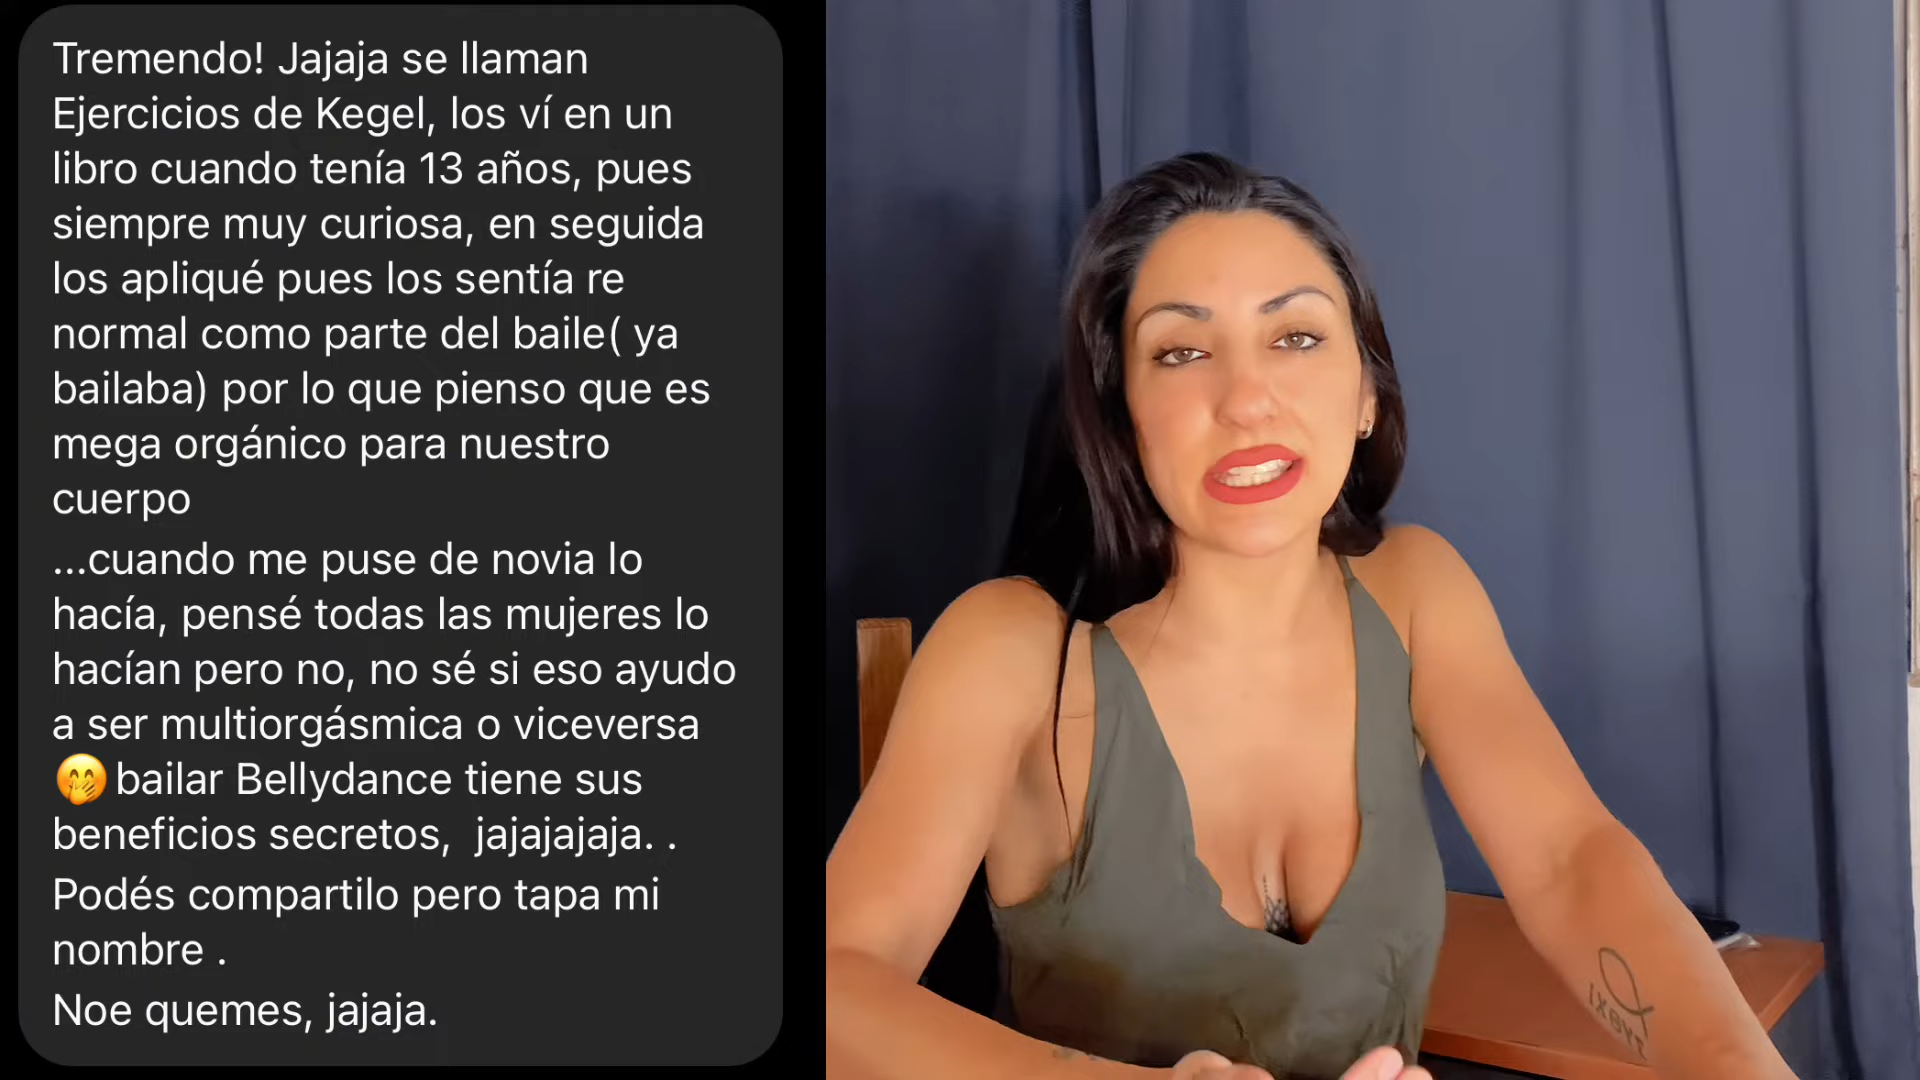 Tremendo! Jajaja se llaman
Ejercicios de Kegel, los ví en un
libro cuando tenía 13 años, pues
siempre muy curiosa, en seguida
los apliqué pues los sentía re
normal como parte del baile( ya
bailaba) por lo que pienso que es
mega orgánico para nuestro
cuerpo
...cuando me puse de novia lo
hacía, pensé todas las mujeres lo
hacían pero no, no sé si eso ayudo
a ser multiorgásmica o viceversa
🤭 bailar Bellydance tiene sus
beneficios secretos,  jajajajaja. .
Podés compartilo pero tapa mi
nombre .
Noe quemes, jajaja.
ΙΧΘΥΣ